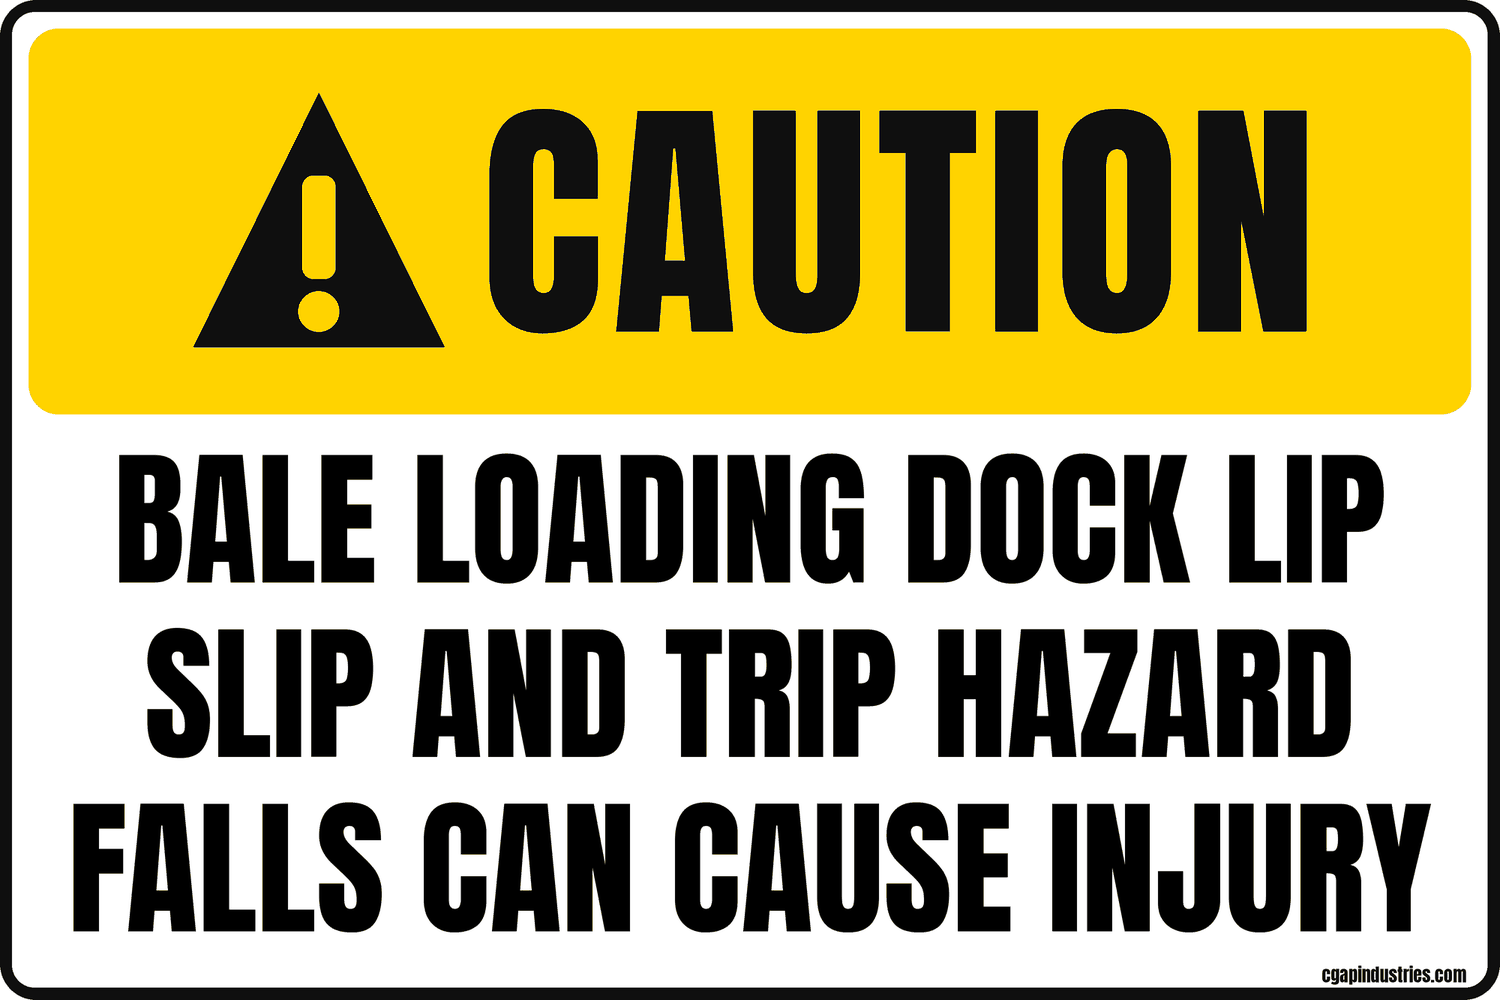 CAUTION
BALE LOADING DOCK LIP
SLIP AND TRIP HAZARD
FALLS CAN CAUSE INJURY
cgapindustries.com